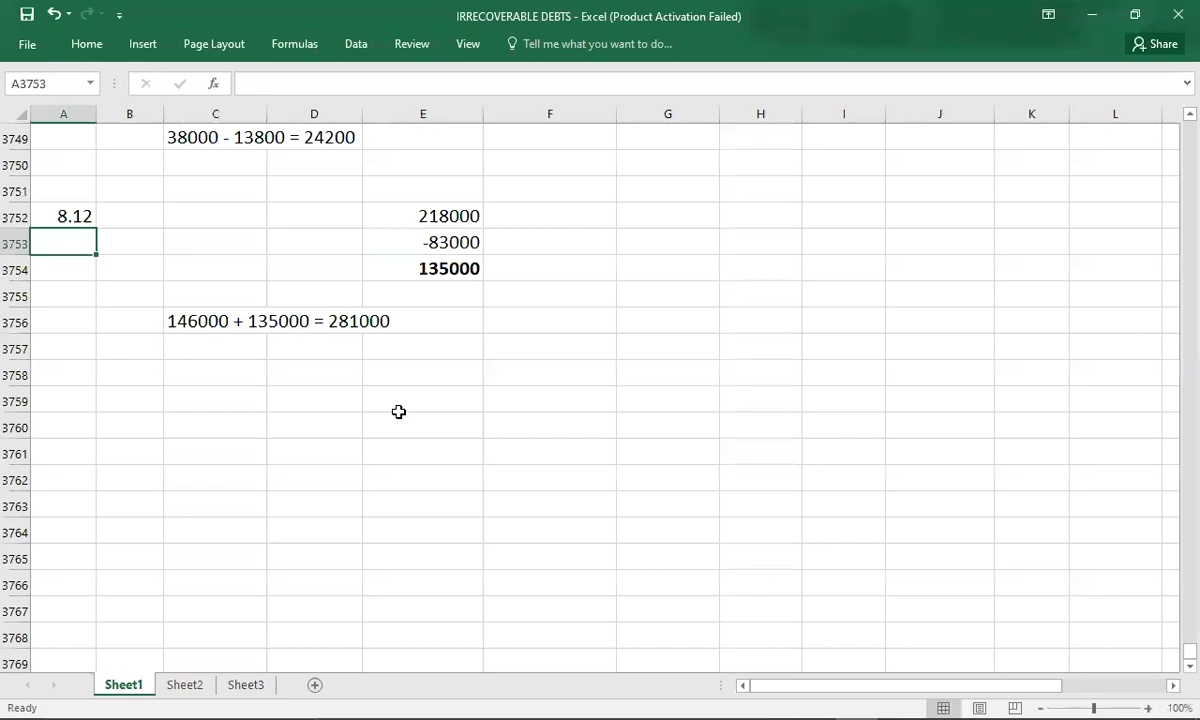 IRRECOVERABLE DEBTS - Excel (Product Activation Failed)
File Home Insert Page Layout Formulas Data Review View Tell me what you want to do... Share
A3753 fx
A B C D E F G H I J K L
3749 38000 - 13800 = 24200
3750
3751
3752 8.12 218000
3753 -83000
3754 135000
3755
3756 146000 + 135000 = 281000
3757
3758
3759
3760
3761
3762
3763
3764
3765
3766
3767
3768
3769
Sheet1 Sheet2 Sheet3
Ready 100%